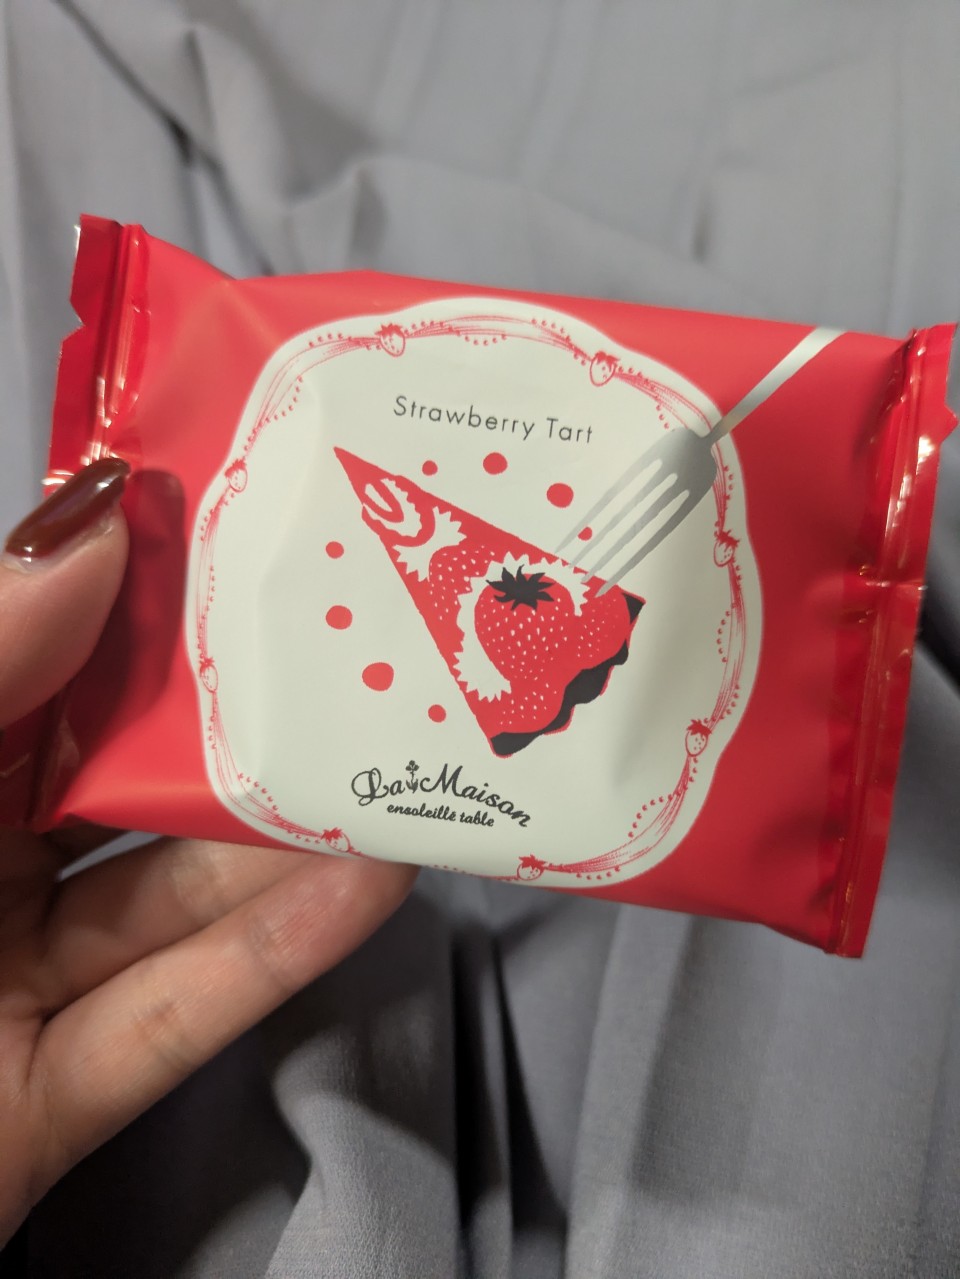 Strawberry Tart
La Maison
ensoleillé table